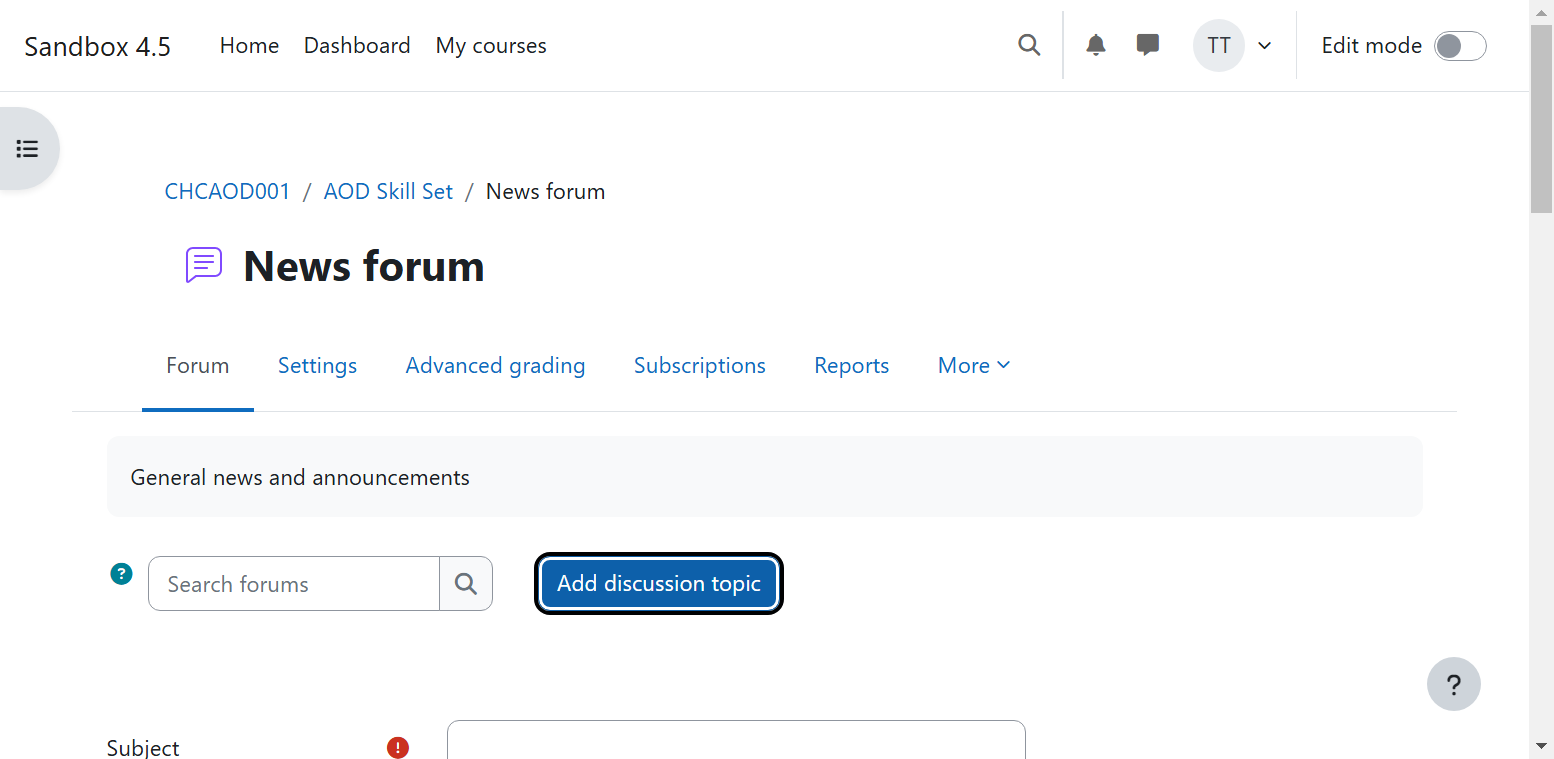 Sandbox 4.5 Home Dashboard My courses TT Edit mode
CHCAOD001 / AOD Skill Set / News forum
News forum
Forum Settings Advanced grading Subscriptions Reports More
General news and announcements
? Search forums Add discussion topic
?
Subject !